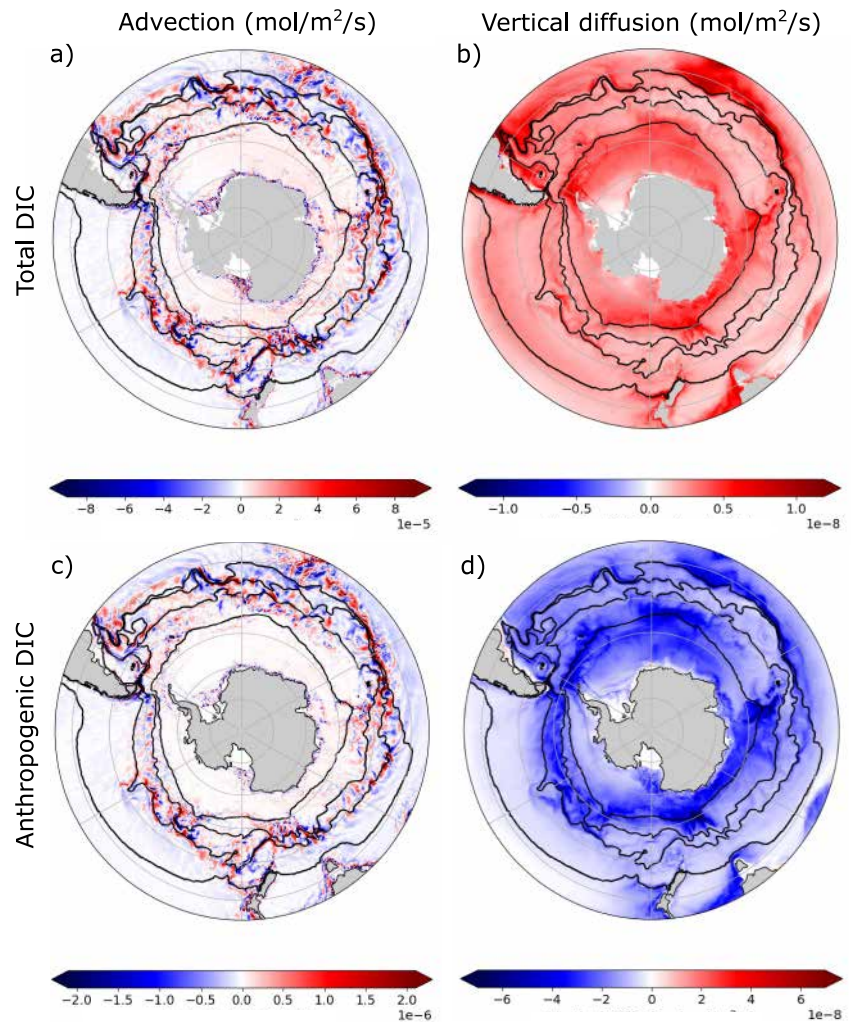 Advection (mol/m²/s)
Vertical diffusion (mol/m²/s)
a)
b)
Total DIC
−8 −6 −4 −2 0 2 4 6 8
1e−5
−1.0 −0.5 0.0 0.5 1.0
1e−8
c)
d)
Anthropogenic DIC
−2.0 −1.5 −1.0 −0.5 0.0 0.5 1.0 1.5 2.0
1e−6
−6 −4 −2 0 2 4 6
1e−8